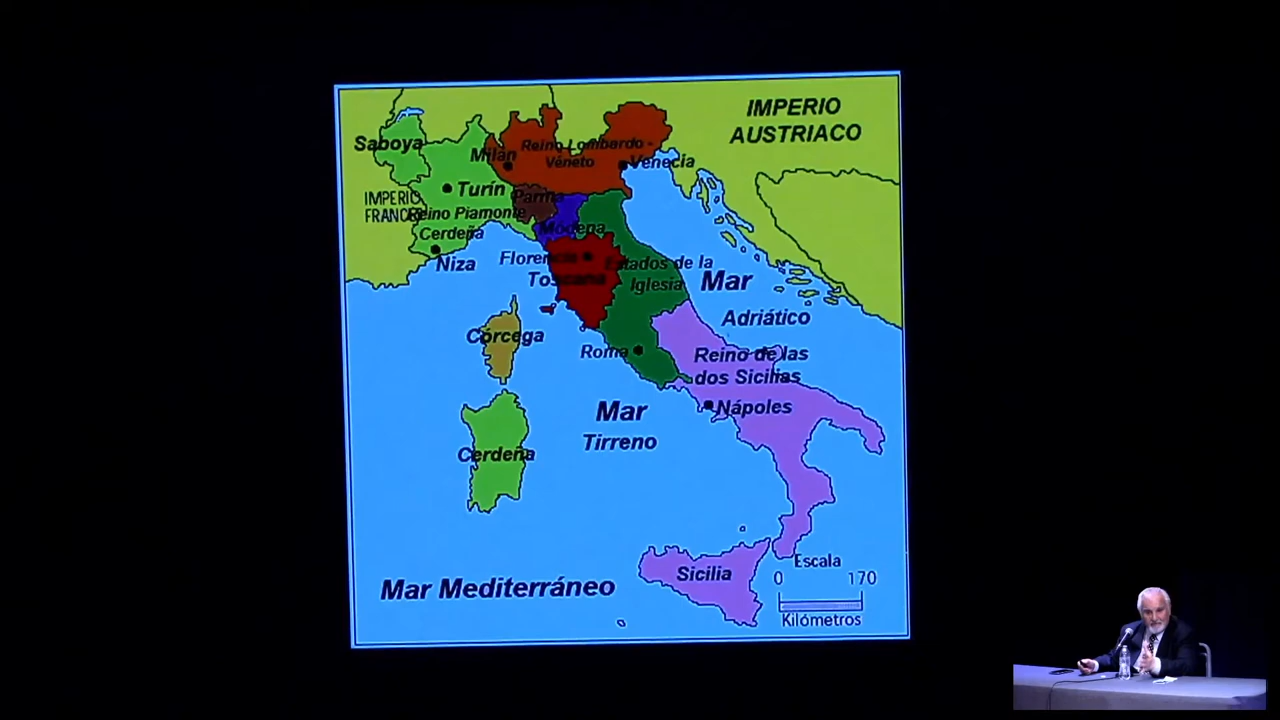 IMPERIO
AUSTRIACO
Saboya
Milán
Reino Lombardo -
Véneto
Venecia
Turín
Parma
IMPERIO
FRANCÉS
Reino Piamonte
Cerdeña
Módena
Niza
Florencia
Toscana
Estados de la
Iglesia
Mar
Adriático
Córcega
Roma
Reino de las
dos Sicilias
Nápoles
Mar
Tirreno
Cerdeña
Mar Mediterráneo
Sicilia
Escala
0 170
Kilómetros